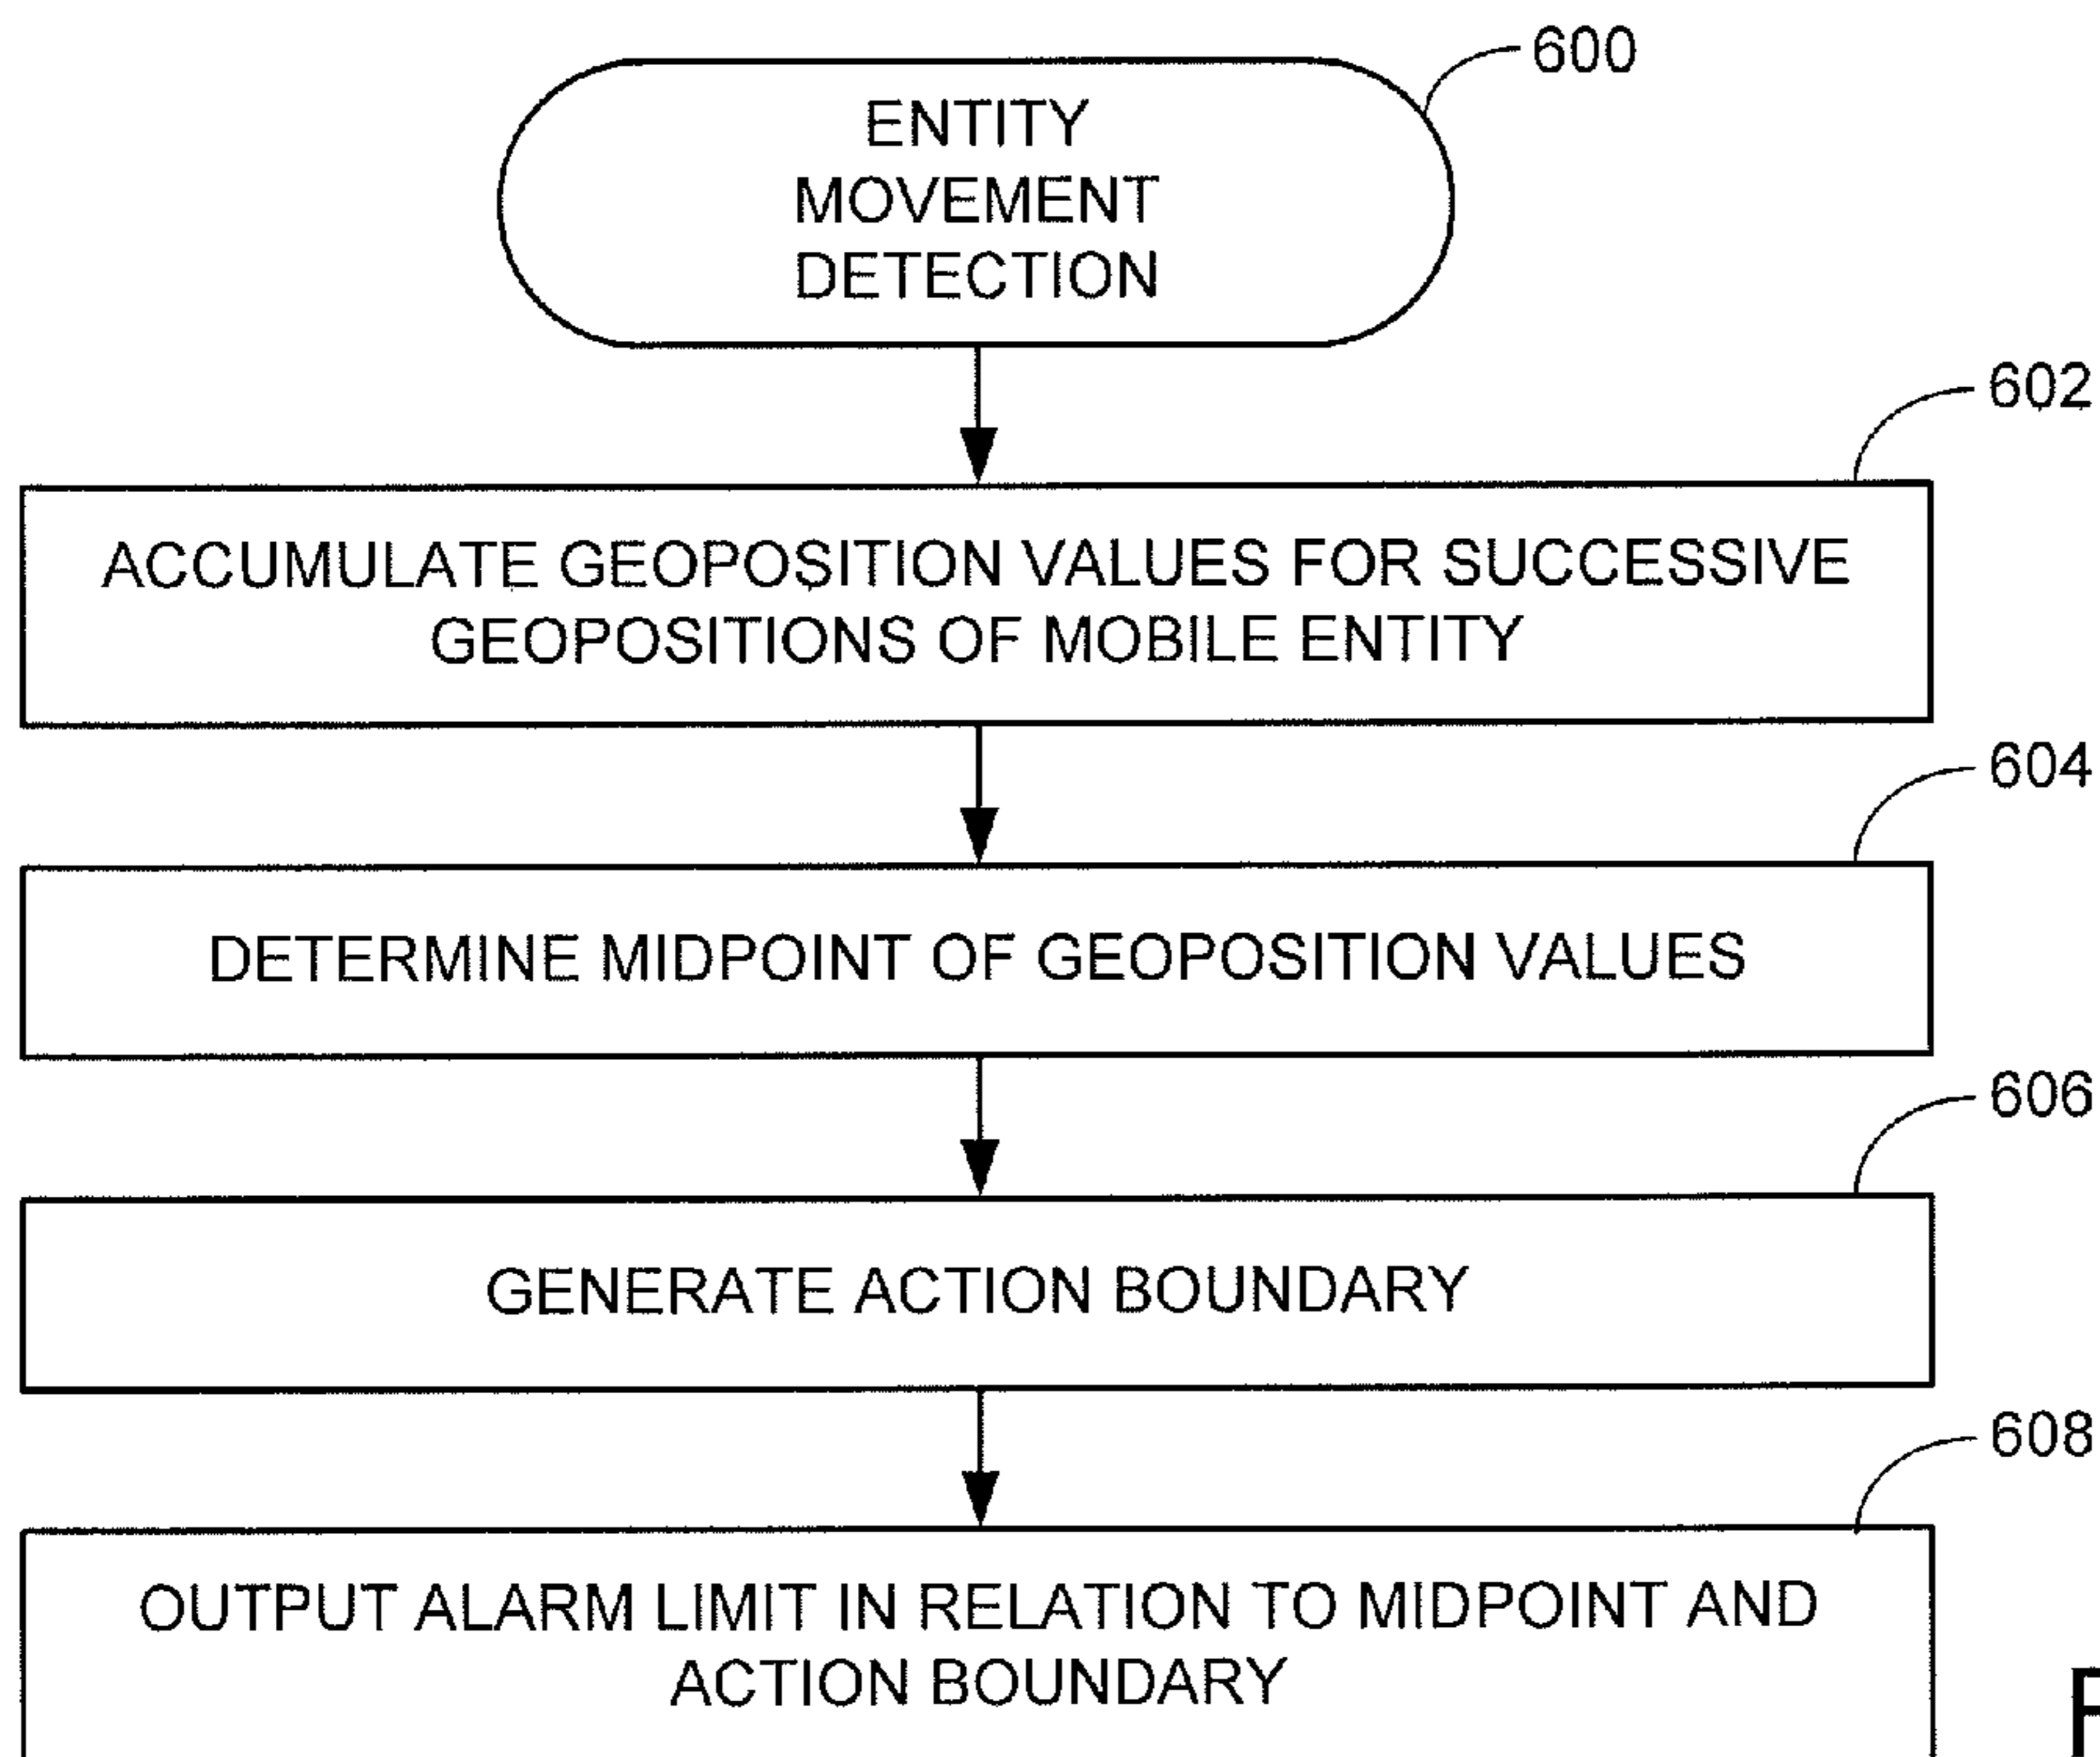 600
ENTITY
MOVEMENT
DETECTION
602
ACCUMULATE GEOPOSITION VALUES FOR SUCCESSIVE
GEOPOSITIONS OF MOBILE ENTITY
604
DETERMINE MIDPOINT OF GEOPOSITION VALUES
606
GENERATE ACTION BOUNDARY
608
OUTPUT ALARM LIMIT IN RELATION TO MIDPOINT AND
ACTION BOUNDARY